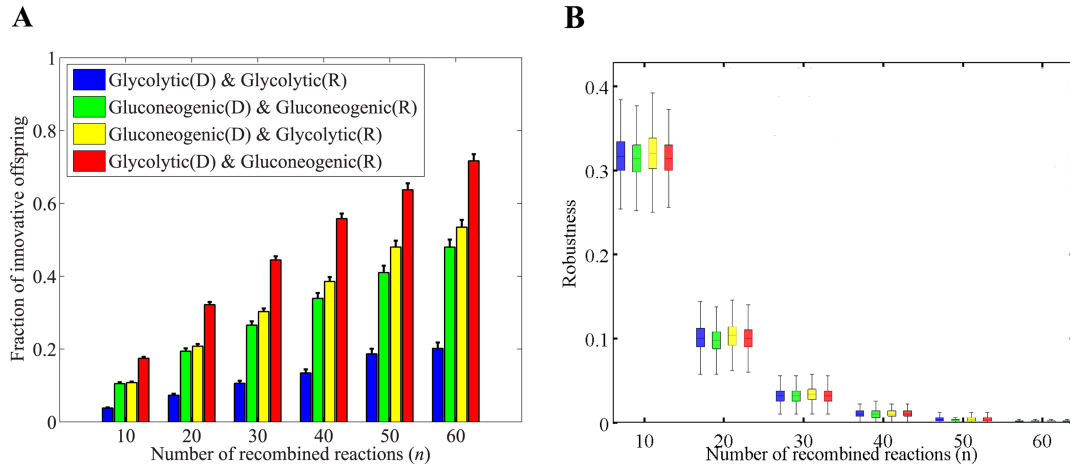 A
Fraction of innovative offspring
1
0.8
0.6
0.4
0.2
0
Glycolytic(D) & Glycolytic(R)
Gluconeogenic(D) & Gluconeogenic(R)
Gluconeogenic(D) & Glycolytic(R)
Glycolytic(D) & Gluconeogenic(R)
10 20 30 40 50 60
Number of recombined reactions (n)
B
Robustness
0.4
0.3
0.2
0.1
0
10 20 30 40 50 60
Number of recombined reactions (n)